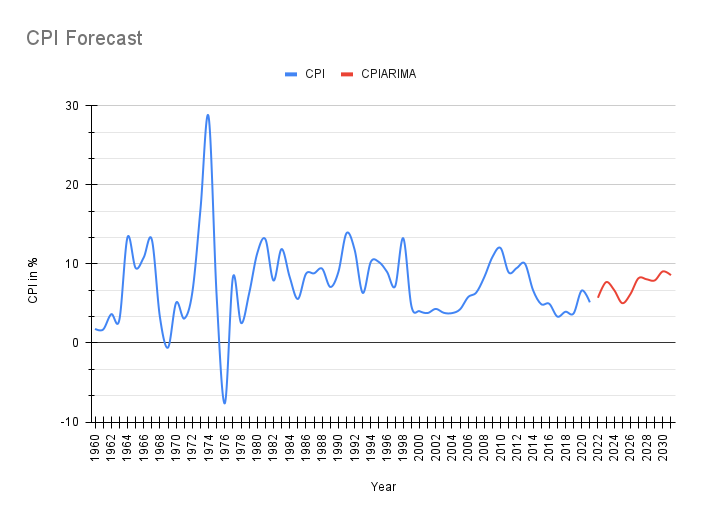 CPI Forecast
CPI CPIARIMA
30
20
10
0
-10
CPI in %
1960 1962 1964 1966 1968 1970 1972 1974 1976 1978 1980 1982 1984 1986 1988 1990 1992 1994 1996 1998 2000 2002 2004 2006 2008 2010 2012 2014 2016 2018 2020 2022 2024 2026 2028 2030
Year